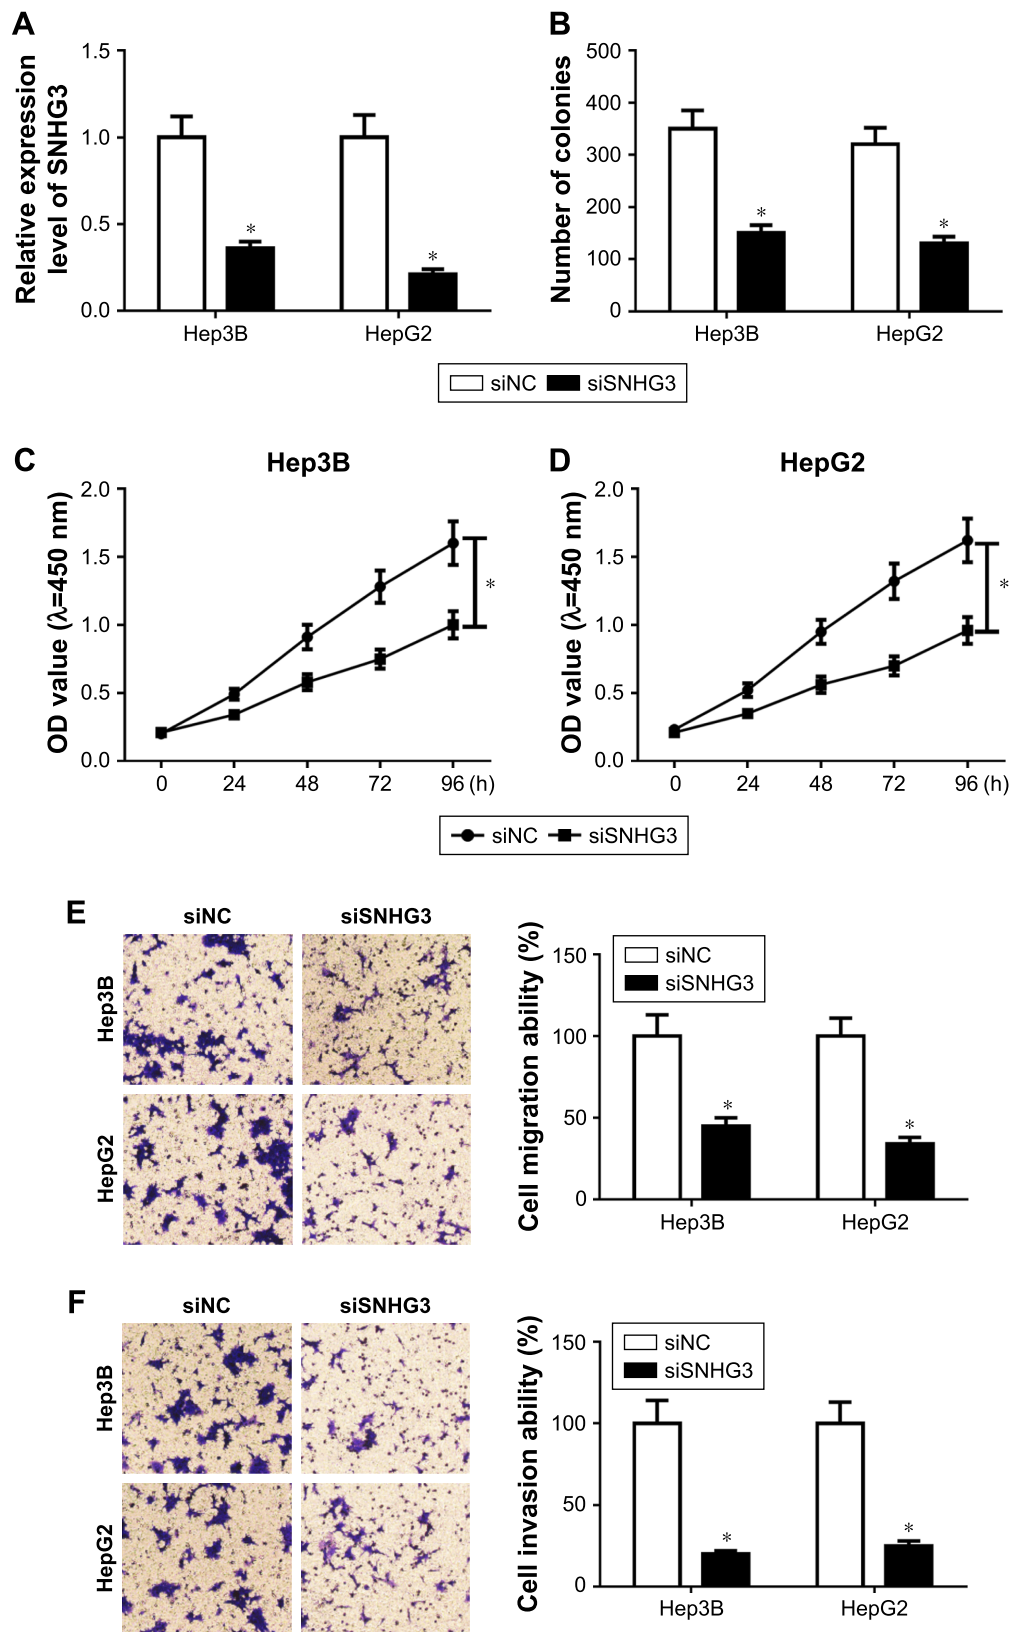 A
Relative expression
level of SNHG3
1.5
1.0
0.5
0.0
*
*
Hep3B
HepG2
B
Number of colonies
500
400
300
200
100
0
*
*
Hep3B
HepG2
siNC siSNHG3
C
Hep3B
OD value (λ=450 nm)
2.0
1.5
1.0
0.5
0.0
*
0 24 48 72 96 (h)
D
HepG2
OD value (λ=450 nm)
2.0
1.5
1.0
0.5
0.0
*
0 24 48 72 96 (h)
siNC siSNHG3
E
siNC siSNHG3
Hep3B
HepG2
Cell migration ability (%)
150
100
50
0
siNC
siSNHG3
*
*
Hep3B
HepG2
F
siNC siSNHG3
Hep3B
HepG2
Cell invasion ability (%)
150
100
50
0
siNC
siSNHG3
*
*
Hep3B
HepG2